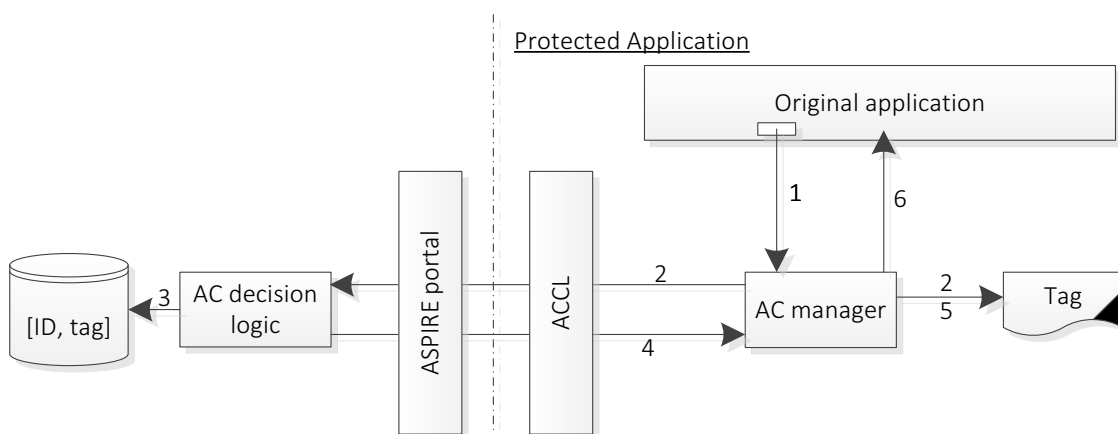 Protected Application
Original application
1
6
ASPIRE portal
ACCL
[ID, tag]
3
AC decision
logic
2
4
AC manager
2
5
Tag